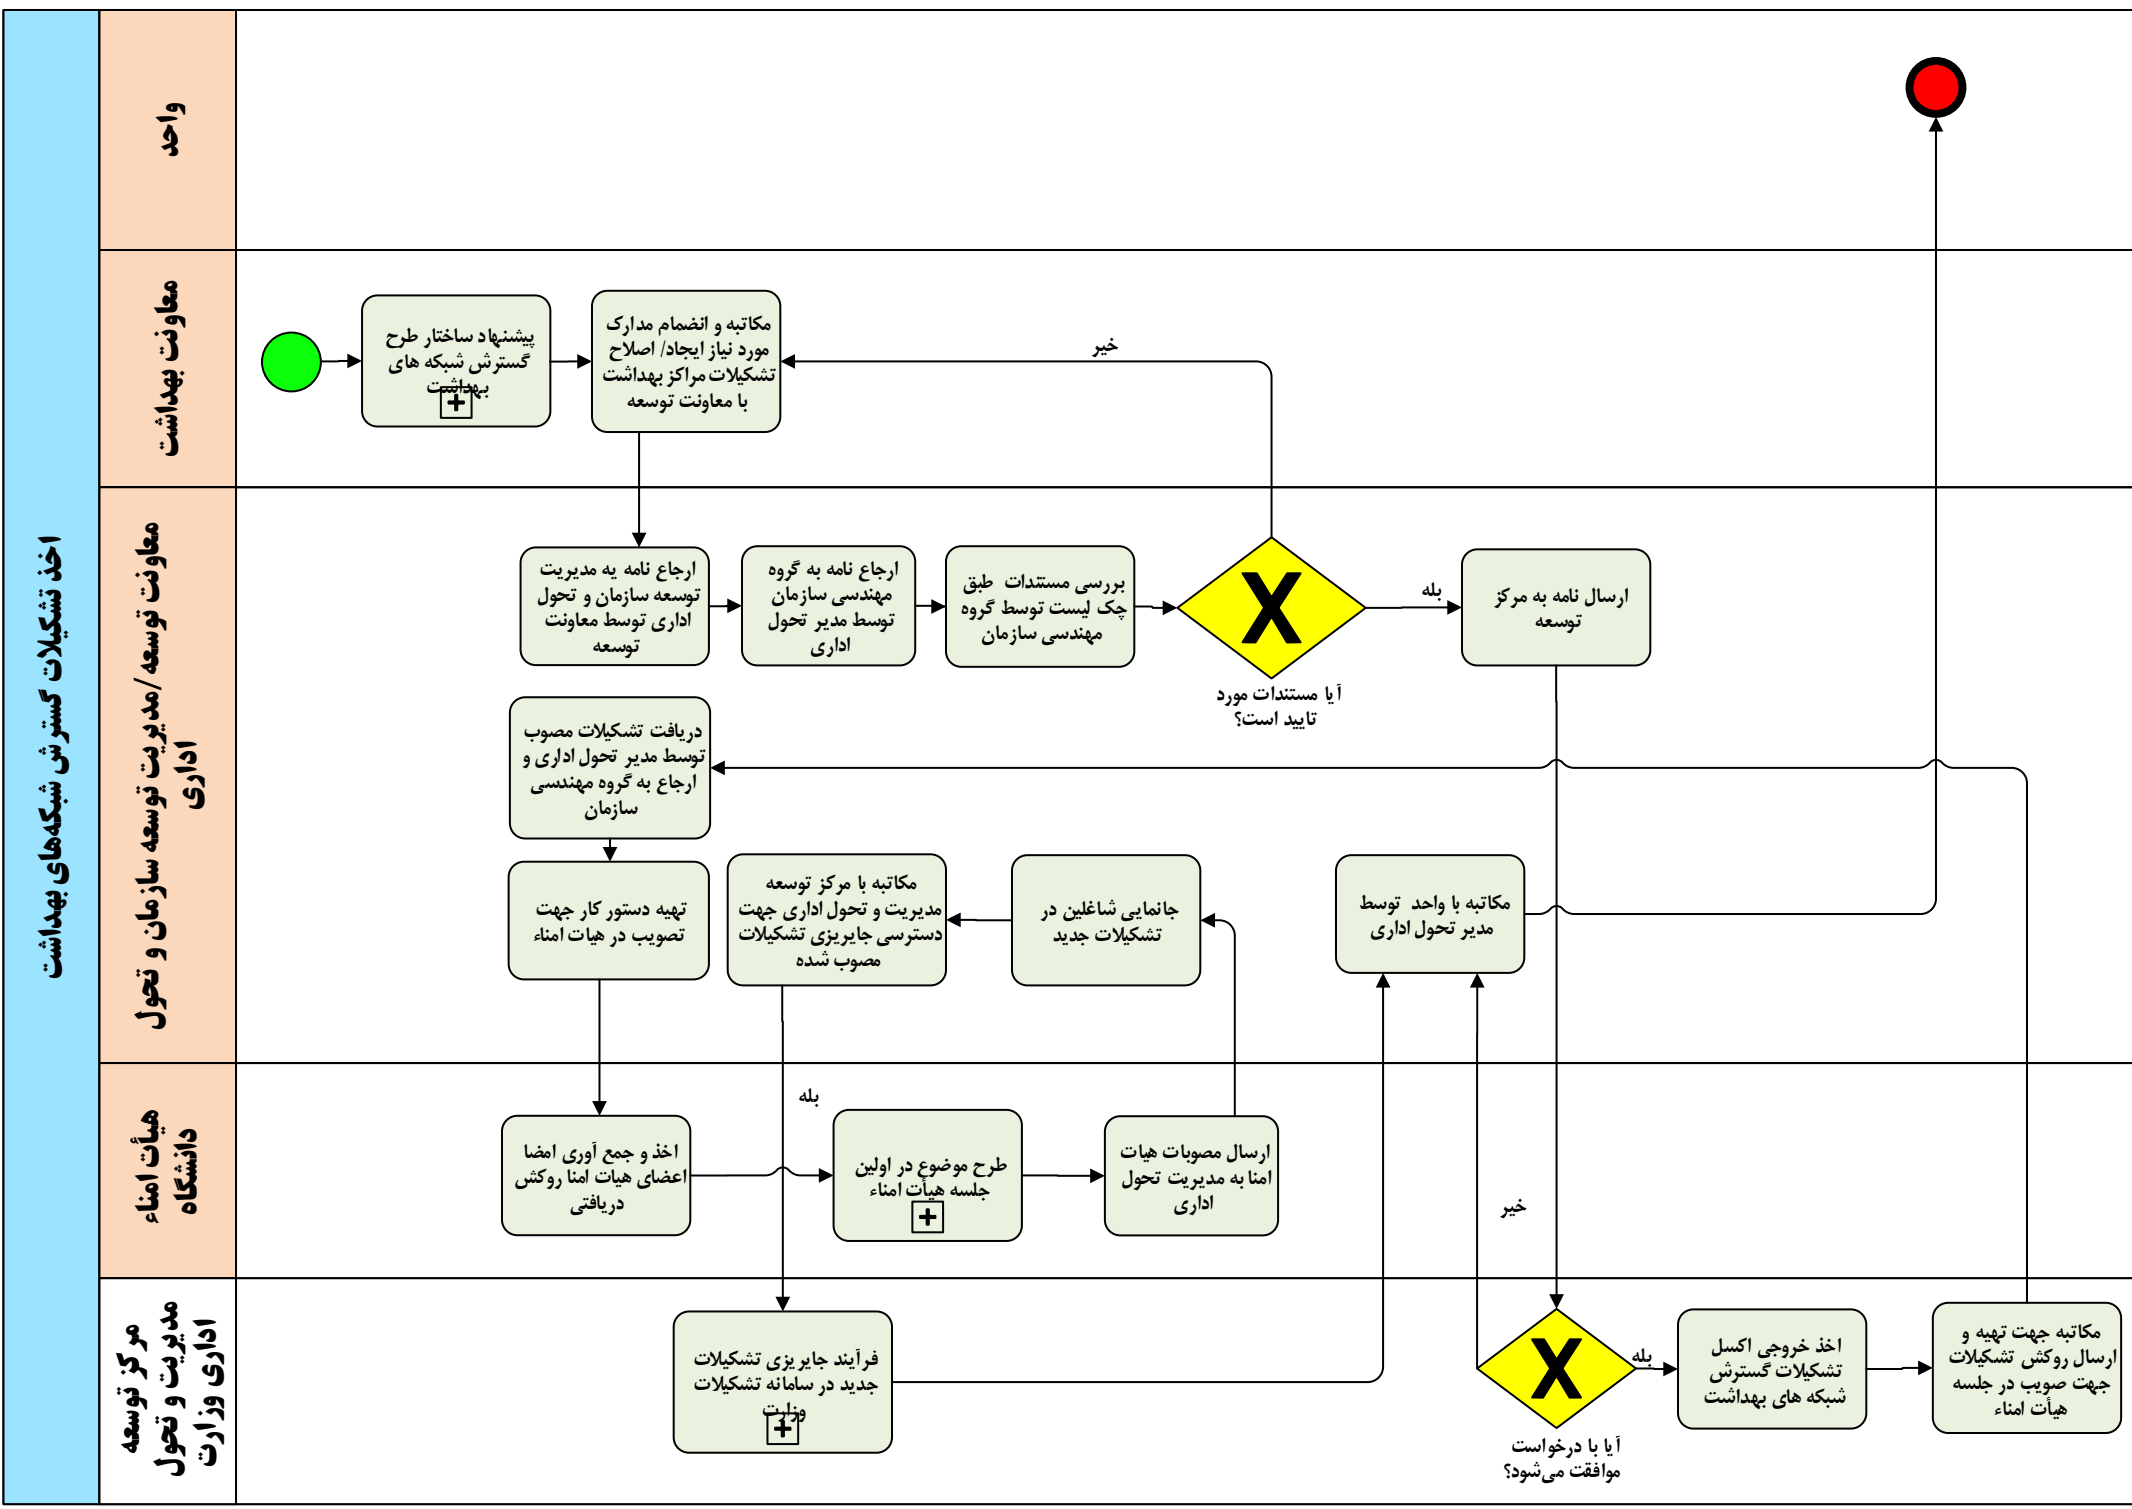 اخذ تشکیلات گسترش شبکه‌های بهداشت
واحد
معاونت بهداشت
پیشنهاد ساختار طرح
گسترش شبکه های
بهداشت
مکاتبه و انضمام مدارک
مورد نیاز ایجاد/ اصلاح
تشکیلات مراکز بهداشت
با معاونت توسعه
خیر
معاونت توسعه/مدیریت توسعه سازمان و تحول
اداری
ارجاع نامه یه مدیریت
توسعه سازمان و تحول
اداری توسط معاونت
توسعه
ارجاع نامه به گروه
مهندسی سازمان
توسط مدیر تحول
اداری
بررسی مستندات طبق
چک لیست توسط گروه
مهندسی سازمان
X
آیا مستندات مورد
تایید است؟
بله
ارسال نامه به مرکز
توسعه
دریافت تشکیلات مصوب
توسط مدیر تحول اداری و
ارجاع به گروه مهندسی
سازمان
تهیه دستور کار جهت
تصویب در هیات امناء
مکاتبه با مرکز توسعه
مدیریت و تحول اداری جهت
دسترسی جایریزی تشکیلات
مصوب شده
جانمایی شاغلین در
تشکیلات جدید
مکاتبه با واحد توسط
مدیر تحول اداری
هیأت امناء
دانشگاه
بله
اخذ و جمع آوری امضا
اعضای هیات امنا روکش
دریافتی
طرح موضوع در اولین
جلسه هیأت امناء
ارسال مصوبات هیات
امنا به مدیریت تحول
اداری
خیر
مرکز توسعه
مدیریت و تحول
اداری وزارت
فرآیند جایریزی تشکیلات
جدید در سامانه تشکیلات
وزارت
X
آیا با درخواست
موافقت می‌شود؟
بله
اخذ خروجی اکسل
تشکیلات گسترش
شبکه های بهداشت
مکاتبه جهت تهیه و
ارسال روکش تشکیلات
جهت صویب در جلسه
هیأت امناء